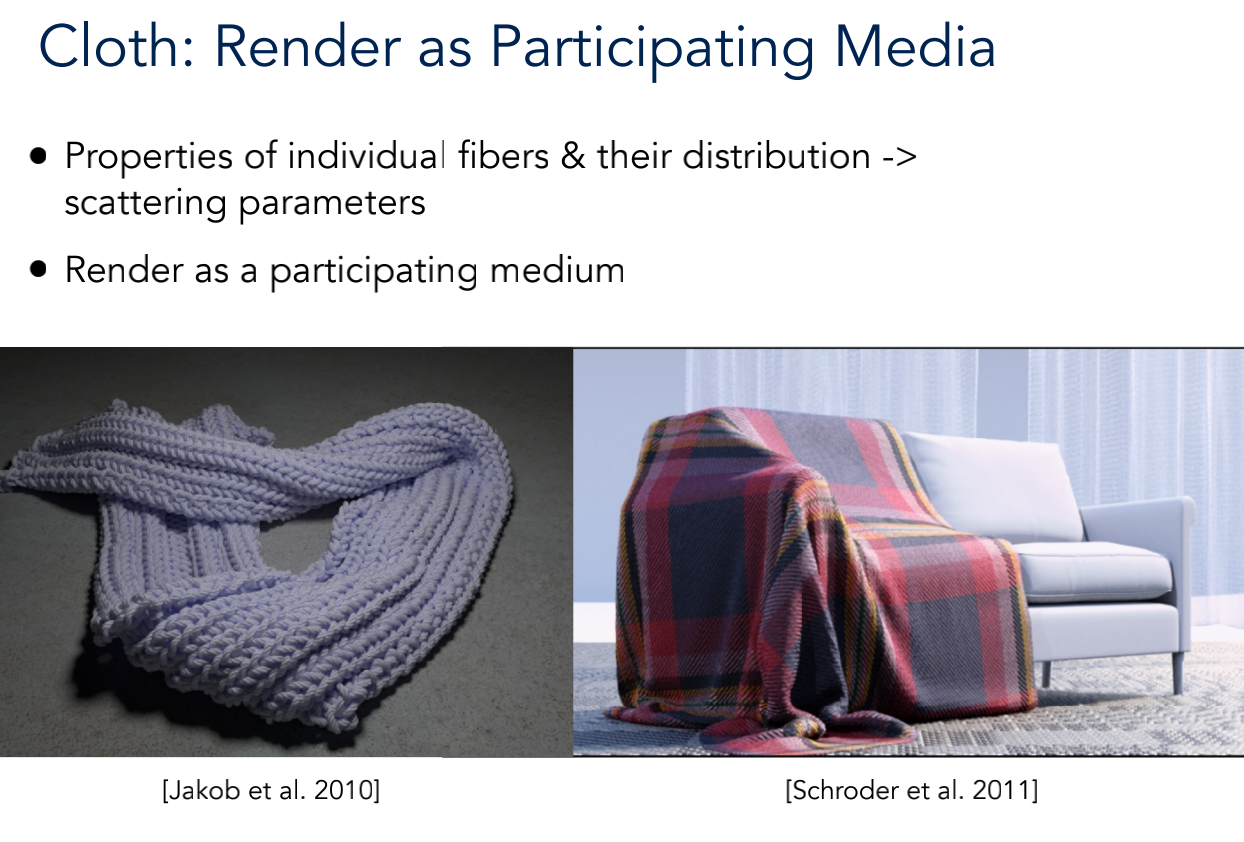 Cloth: Render as Participating Media
• Properties of individual fibers & their distribution ->
scattering parameters
• Render as a participating medium
[Jakob et al. 2010]
[Schroder et al. 2011]